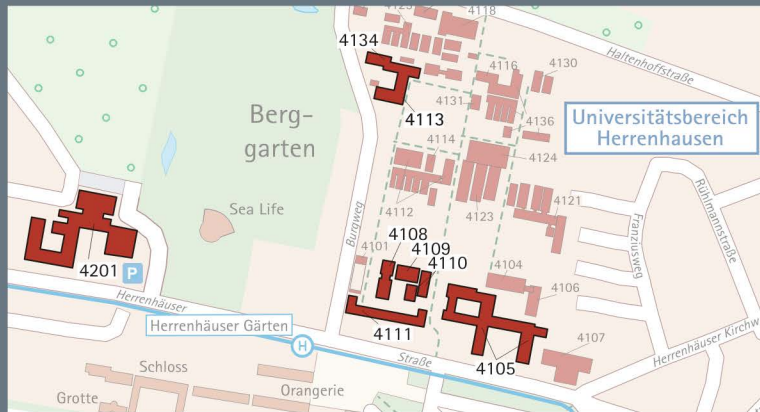 4118
4134
4116
4130
Haltenhoffstraße
4113
4131
4136
Universitätsbereich
Herrenhausen
Berg-
garten
4114
4124
4112
4123
4121
Sea Life
Burgweg
Franziusweg
Rühlmannstraße
4101
4108
4109
4110
4104
4106
4201
P
Herrenhäuser
Herrenhäuser Gärten
H
4111
Straße
4105
4107
Herrenhäuser Kirchw
Schloss
Grotte
Orangerie